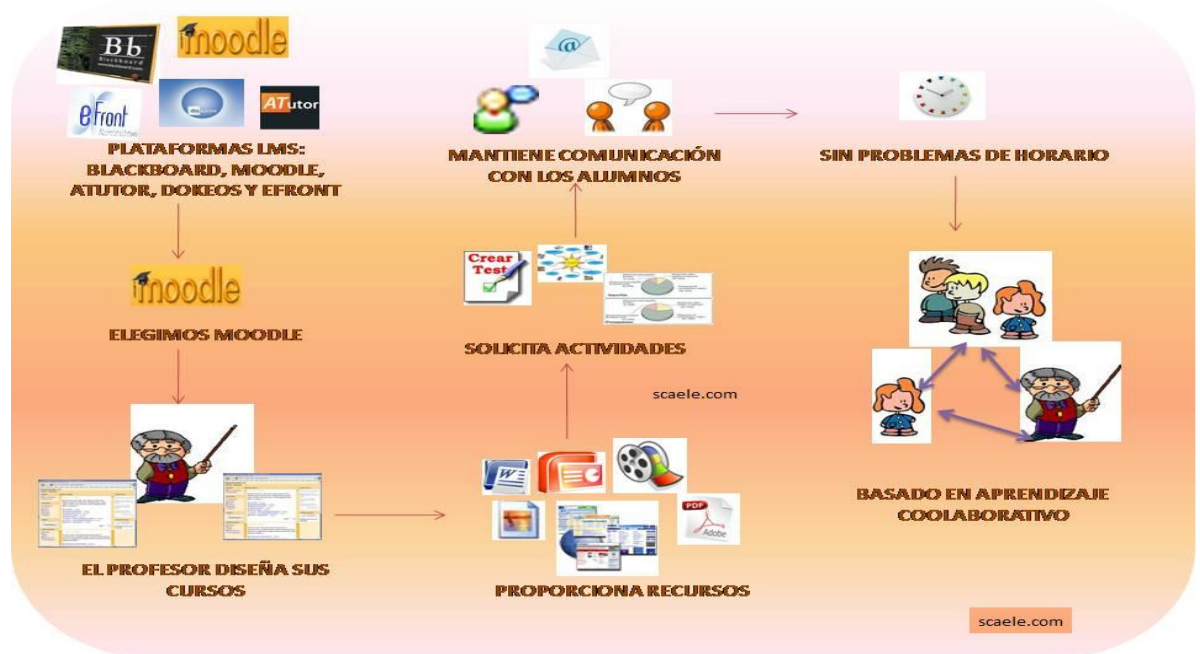 Bb
Blackboard
moodle
eFront
ATutor
PLATAFORMAS LMS:
BLACKBOARD, MOODLE,
ATUTOR, DOKEOS Y EFRONT
moodle
ELEGIMOS MOODLE
EL PROFESOR DISEÑA SUS
CURSOS
W
PDF
Adobe
PROPORCIONA RECURSOS
scaele.com
Crear
Test
SOLICITA ACTIVIDADES
@
MANTIENE COMUNICACIÓN
CON LOS ALUMNOS
SIN PROBLEMAS DE HORARIO
BASADO EN APRENDIZAJE
COOLABORATIVO
scaele.com